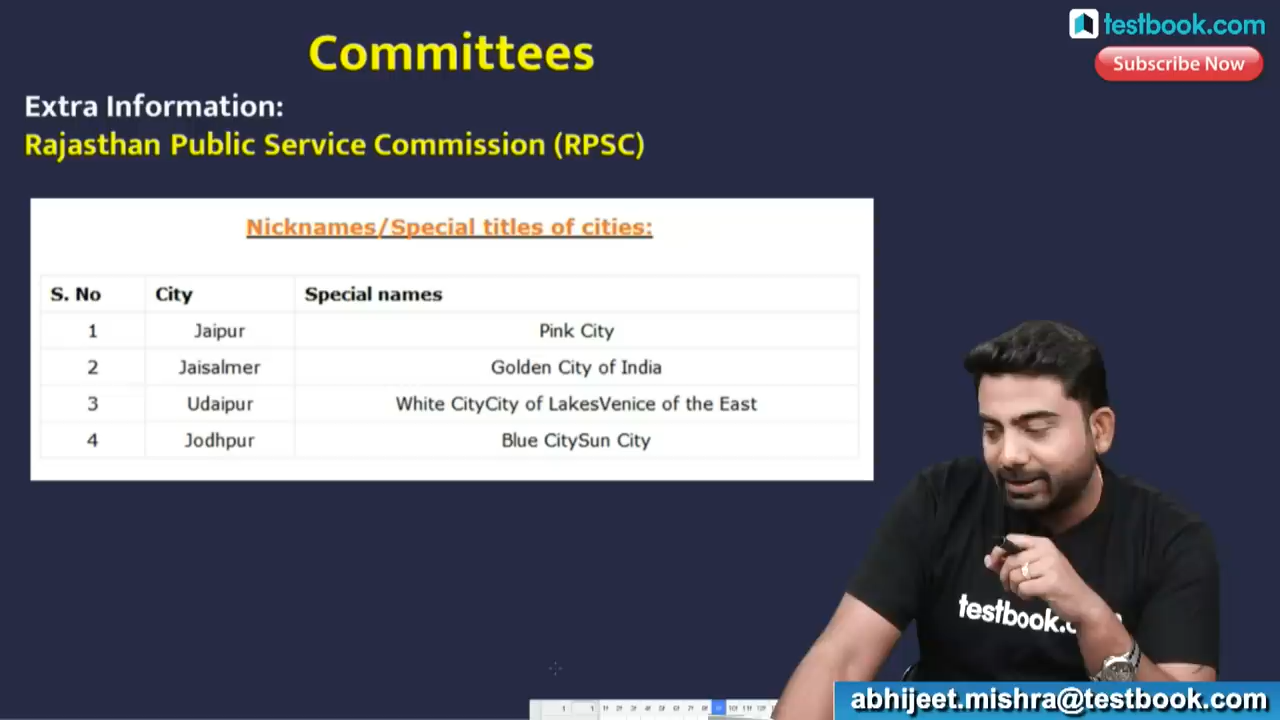 testbook.com
Committees
Subscribe Now
Extra Information:
Rajasthan Public Service Commission (RPSC)
Nicknames/Special titles of cities:
S. No City Special names
1 Jaipur Pink City
2 Jaisalmer Golden City of India
3 Udaipur White CityCity of LakesVenice of the East
4 Jodhpur Blue CitySun City
abhijeet.mishra@testbook.com